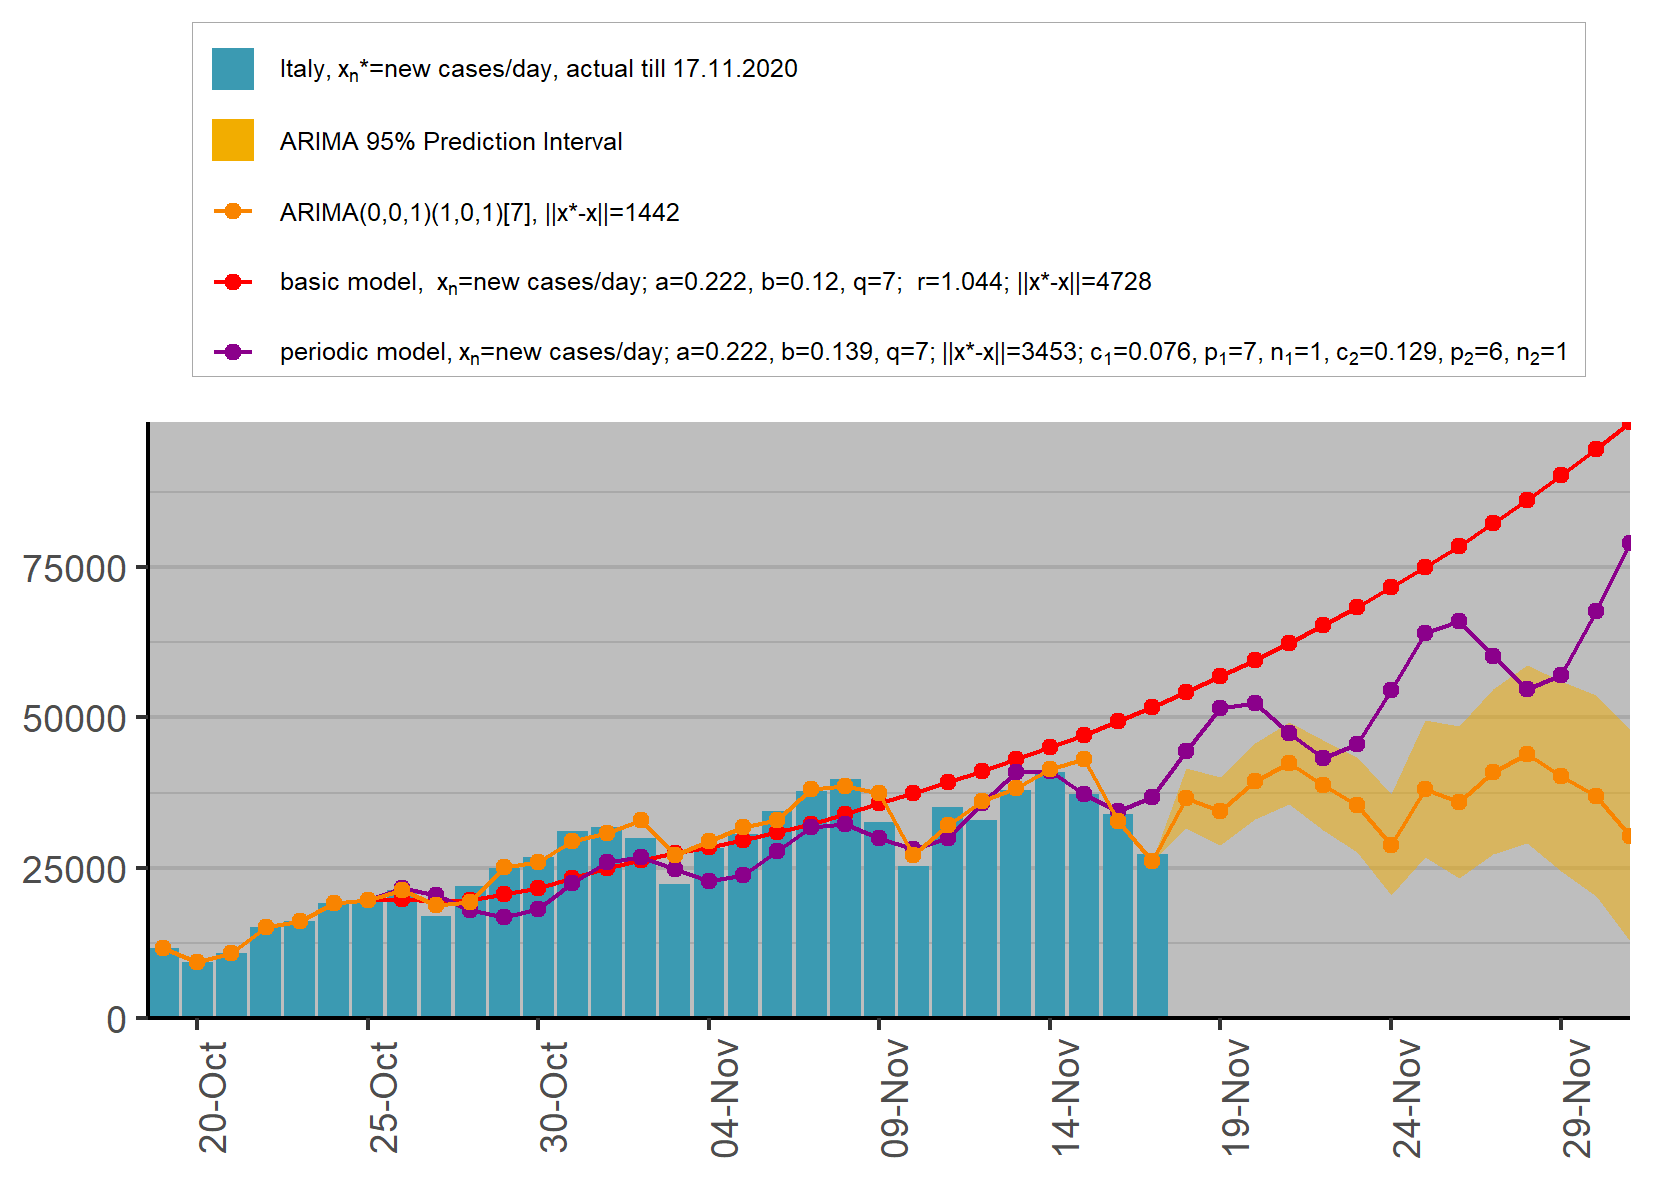 Italy, xₙ*=new cases/day, actual till 17.11.2020
ARIMA 95% Prediction Interval
ARIMA(0,0,1)(1,0,1)[7], ||x*-x||=1442
basic model,  xₙ=new cases/day; a=0.222, b=0.12, q=7;  r=1.044; ||x*-x||=4728
periodic model, xₙ=new cases/day; a=0.222, b=0.139, q=7; ||x*-x||=3453; c₁=0.076, p₁=7, n₁=1, c₂=0.129, p₂=6, n₂=1
75000
50000
25000
0
20-Oct
25-Oct
30-Oct
04-Nov
09-Nov
14-Nov
19-Nov
24-Nov
29-Nov